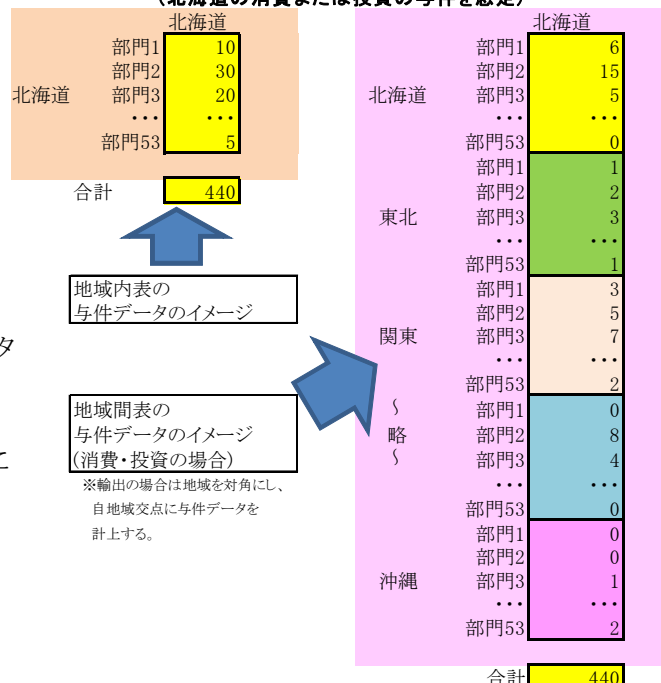 (北海道の消費または投資の与件を想定)
北海道
部門1 10
部門2 30
北海道 部門3 20
… …
部門53 5
合計 440
地域内表の
与件データのイメージ
タ
地域間表の
与件データのイメージ
(消費・投資の場合)
に
※輸出の場合は地域を対角にし、
自地域交点に与件データを
計上する。
北海道
部門1 6
部門2 15
北海道 部門3 5
… …
部門53 0
部門1 1
部門2 2
東北 部門3 3
… …
部門53 1
部門1 3
部門2 5
関東 部門3 7
… …
部門53 2
~ 部門1 0
略 部門2 8
~ 部門3 4
… …
部門53 0
部門1 0
部門2 0
沖縄 部門3 1
… …
部門53 2
合計 440